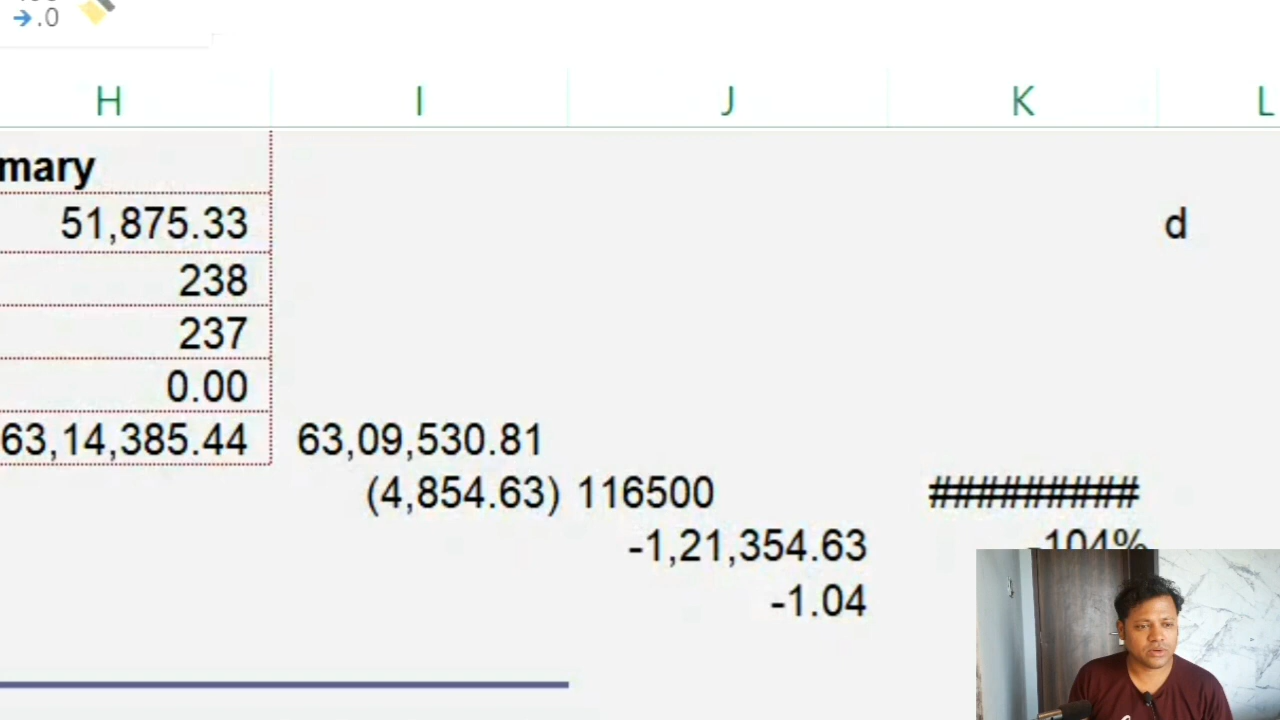 →.0
H I J K L
mary
51,875.33 d
238
237
0.00
63,14,385.44 63,09,530.81
(4,854.63) 116500 #########
-1,21,354.63 -104%
-1.04